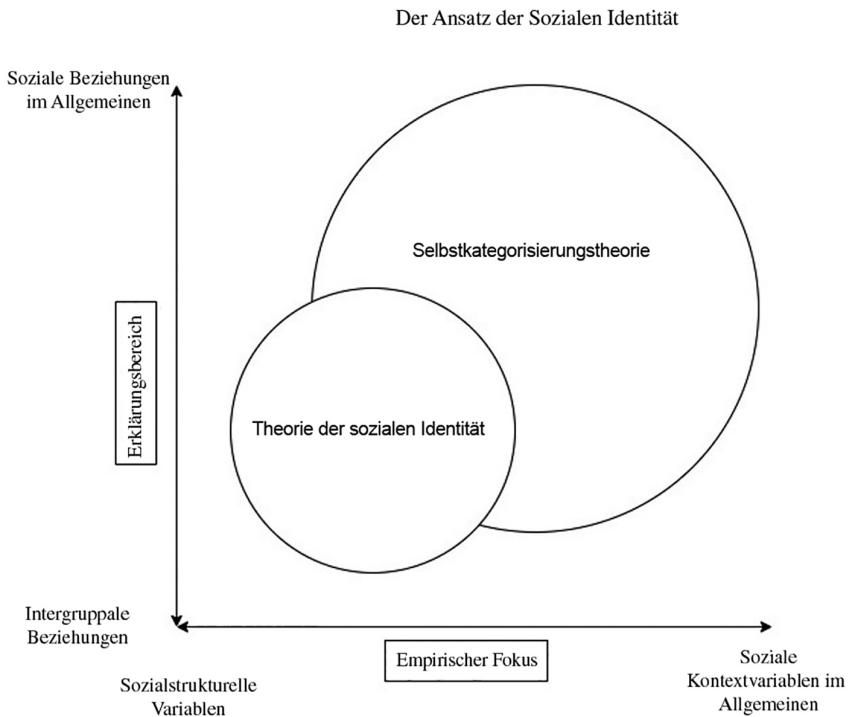 Der Ansatz der Sozialen Identität
Soziale Beziehungen
im Allgemeinen
Selbstkategorisierungstheorie
Erklärungsbereich
Theorie der sozialen Identität
Intergruppale
Beziehungen
Empirischer Fokus
Sozialstrukturelle
Variablen
Soziale
Kontextvariablen im
Allgemeinen